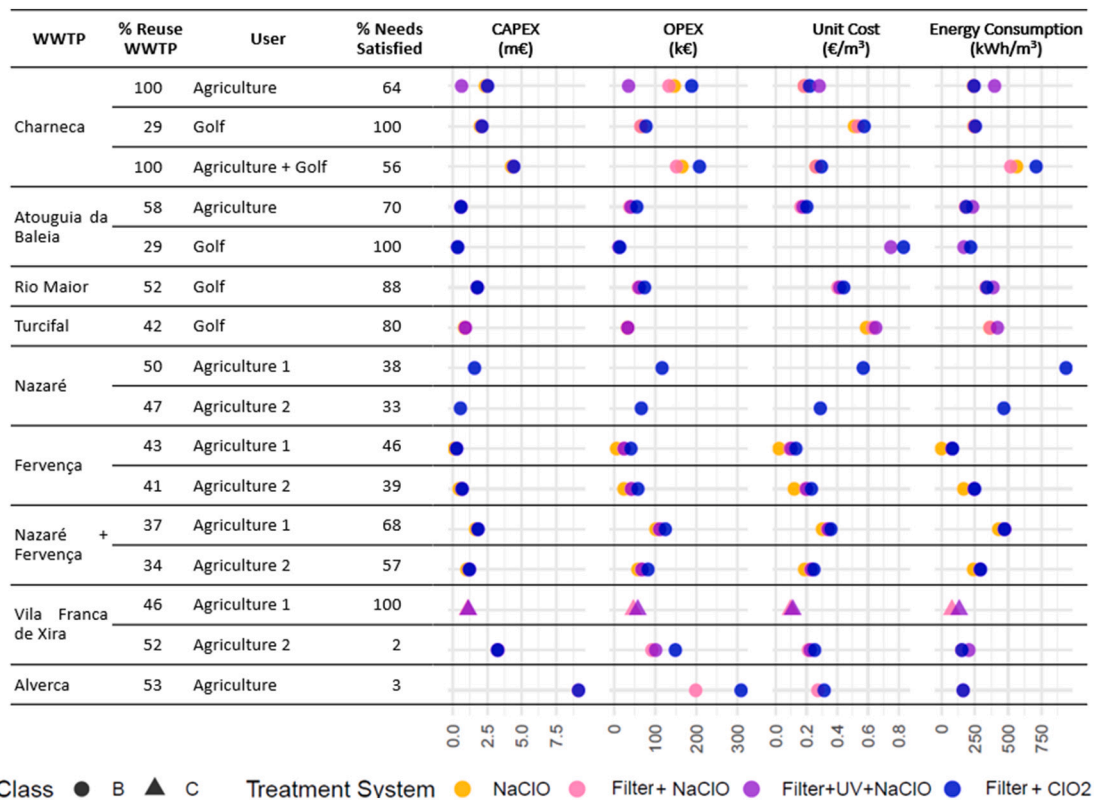 WWTP % Reuse WWTP User % Needs Satisfied CAPEX (m€) OPEX (k€) Unit Cost (€/m³) Energy Consumption (kWh/m³)
Charneca
100 Agriculture 64
29 Golf 100
100 Agriculture + Golf 56
Atouguia da Baleia
58 Agriculture 70
29 Golf 100
Rio Maior 52 Golf 88
Turcifal 42 Golf 80
Nazaré
50 Agriculture 1 38
47 Agriculture 2 33
Fervença
43 Agriculture 1 46
41 Agriculture 2 39
Nazaré + Fervença
37 Agriculture 1 68
34 Agriculture 2 57
Vila Franca de Xira
46 Agriculture 1 100
52 Agriculture 2 2
Alverca 53 Agriculture 3
0.0 2.5 5.0 7.5 0 100 200 300 0.0 0.2 0.4 0.6 0.8 0 250 500 750
Class B C Treatment System NaClO Filter+ NaClO Filter+UV+NaClO Filter + ClO2